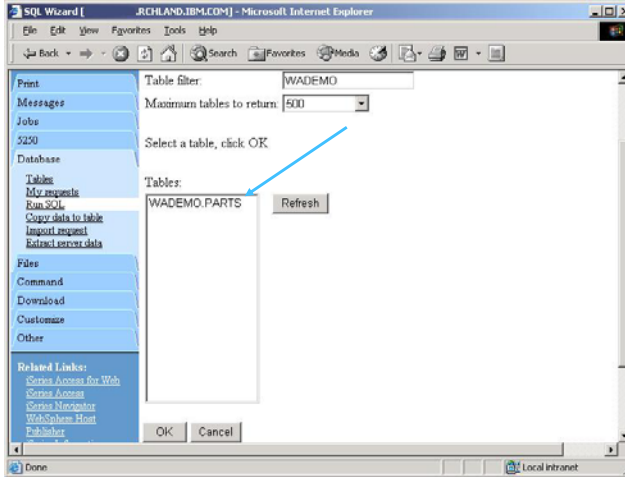 SQL Wizard [ .RCHLAND.IBM.COM] - Microsoft Internet Explorer
File Edit View Favorites Tools Help
Back Search Favorites Media
Print
Messages
Jobs
5250
Database
Tables
My requests
Run SQL
Copy data to table
Import request
Extract server data
Files
Command
Download
Customize
Other
Related Links:
iSeries Access for Web
iSeries Access
iSeries Navigator
WebSphere Host
Publisher
Table filter: WADEMO
Maximum tables to return: 500
Select a table, click OK
Tables:
WADEMO.PARTS
Refresh
OK Cancel
Done Local intranet